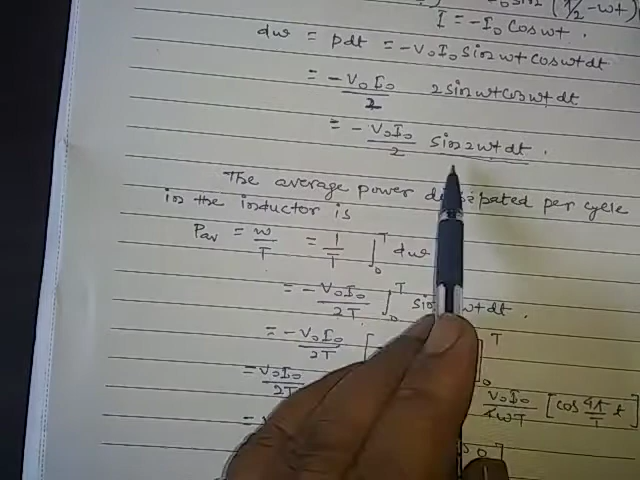 I = -I₀ cos ωt .
dw = pdt = -V₀I₀ sin ωt cos ωt dt
= -V₀I₀/2 2 sin ωt cos ωt dt
= - V₀I₀/2 sin 2ωt dt .
The average power dissipated per cycle
in the inductor is
Pav = w/T = 1/T ∫₀ᵀ dw
= -V₀I₀/2T ∫₀ᵀ sin ωt dt .
= -V₀I₀/2T [ ]₀ᵀ
= V₀I₀/2T V₀I₀/4ωT [cos 4π/T t]